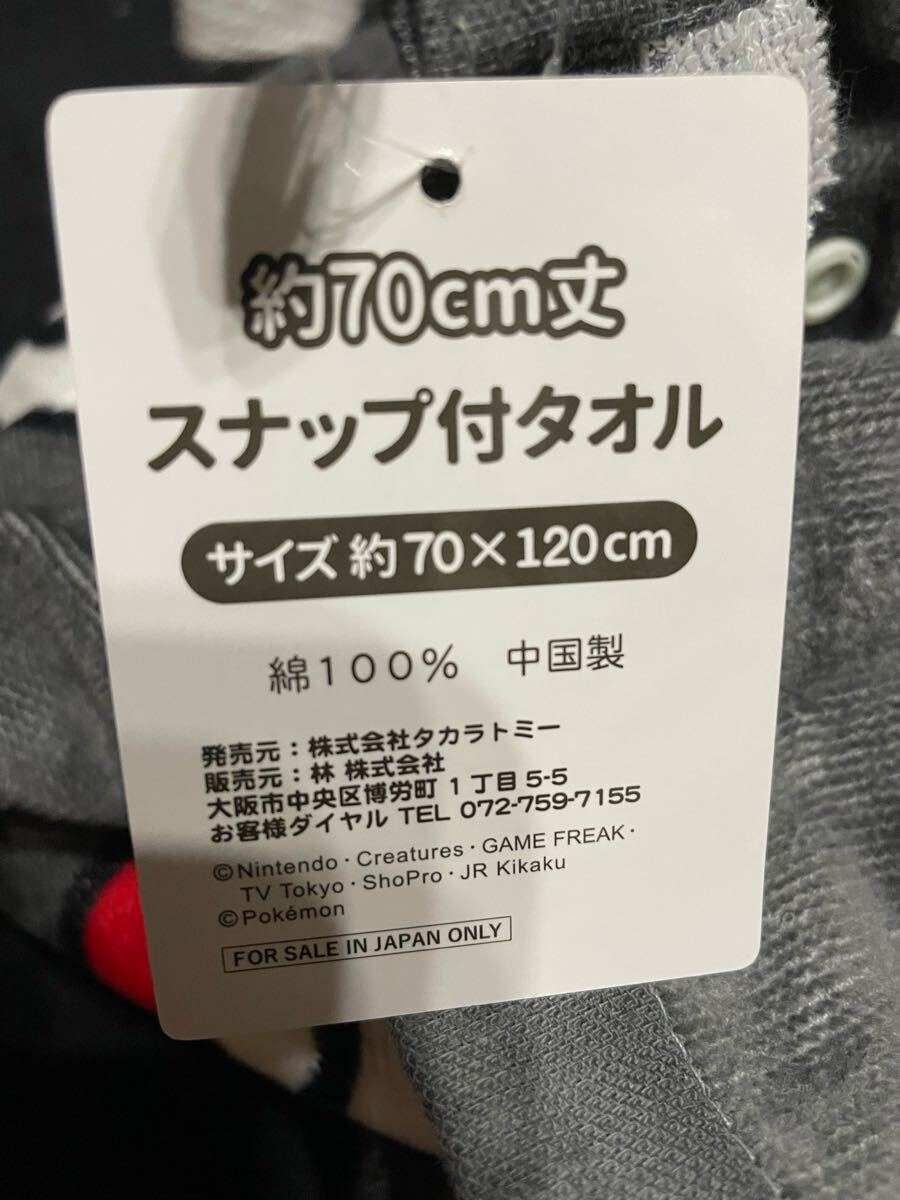 約70cm丈
スナップ付タオル
サイズ 約70×120cm
綿100% 中国製
発売元：株式会社タカラトミー
販売元：林 株式会社
大阪市中央区博労町 1 丁目 5-5
お客様ダイヤル TEL 072-759-7155
©Nintendo・Creatures・GAME FREAK・
TV Tokyo・ShoPro・JR Kikaku
©Pokémon
FOR SALE IN JAPAN ONLY